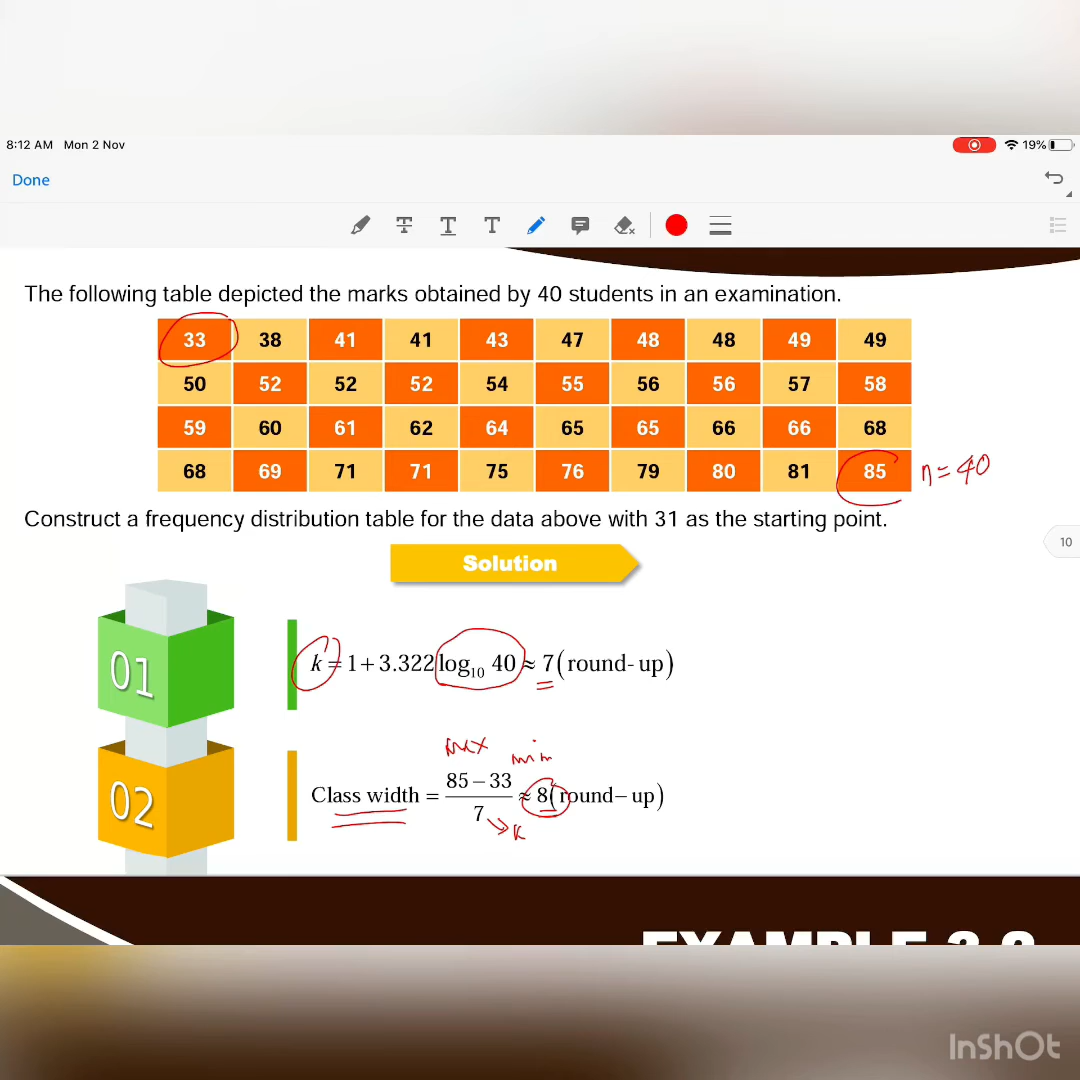 8:12 AM Mon 2 Nov
19%
Done
T T T
The following table depicted the marks obtained by 40 students in an examination.
33 38 41 41 43 47 48 48 49 49
50 52 52 52 54 55 56 56 57 58
59 60 61 62 64 65 65 66 66 68
68 69 71 71 75 76 79 80 81 85
n = 40
Construct a frequency distribution table for the data above with 31 as the starting point.
10
Solution
01
k = 1 + 3.322 log₁₀ 40 ≈ 7 (round-up)
02
max min
Class width = 85 – 33 / 7 ≈ 8 (round– up)
k
InShOt